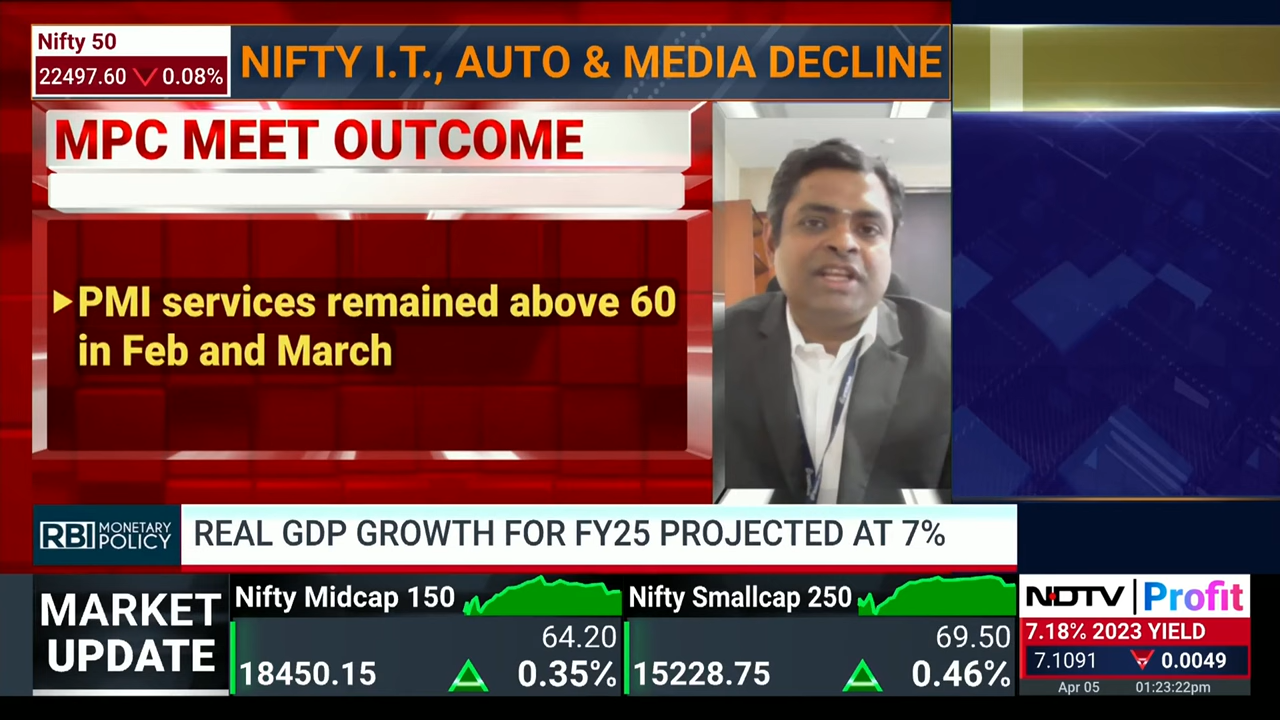 Nifty 50
22497.60 0.08%
NIFTY I.T., AUTO & MEDIA DECLINE
MPC MEET OUTCOME
PMI services remained above 60
in Feb and March
RBI MONETARY
POLICY
REAL GDP GROWTH FOR FY25 PROJECTED AT 7%
MARKET
UPDATE
Nifty Midcap 150
64.20
18450.15 0.35%
Nifty Smallcap 250
69.50
15228.75 0.46%
NDTV Profit
7.18% 2023 YIELD
7.1091 0.0049
Apr 05 01:23:22pm